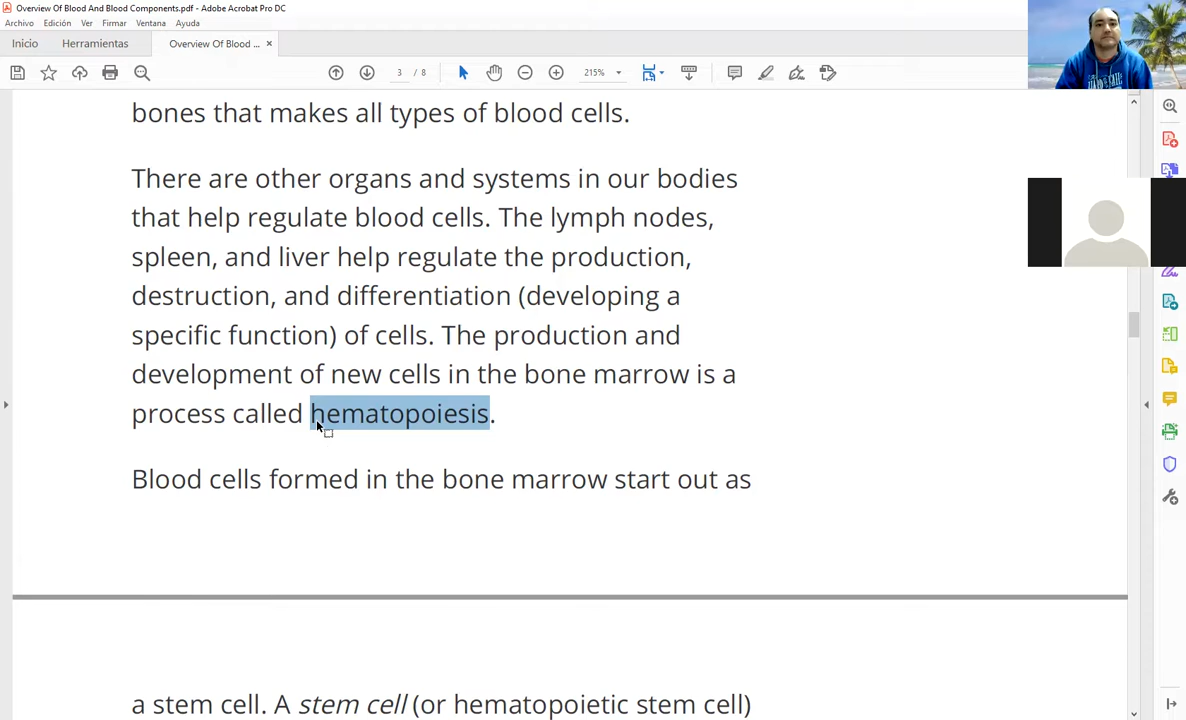 Overview Of Blood And Blood Components.pdf - Adobe Acrobat Pro DC
Archivo Edición Ver Firmar Ventana Ayuda
Inicio Herramientas Overview Of Blood ... ×
3 / 8 215%
bones that makes all types of blood cells.
There are other organs and systems in our bodies
that help regulate blood cells. The lymph nodes,
spleen, and liver help regulate the production,
destruction, and differentiation (developing a
specific function) of cells. The production and
development of new cells in the bone marrow is a
process called hematopoiesis.
Blood cells formed in the bone marrow start out as
a stem cell. A stem cell (or hematopoietic stem cell)